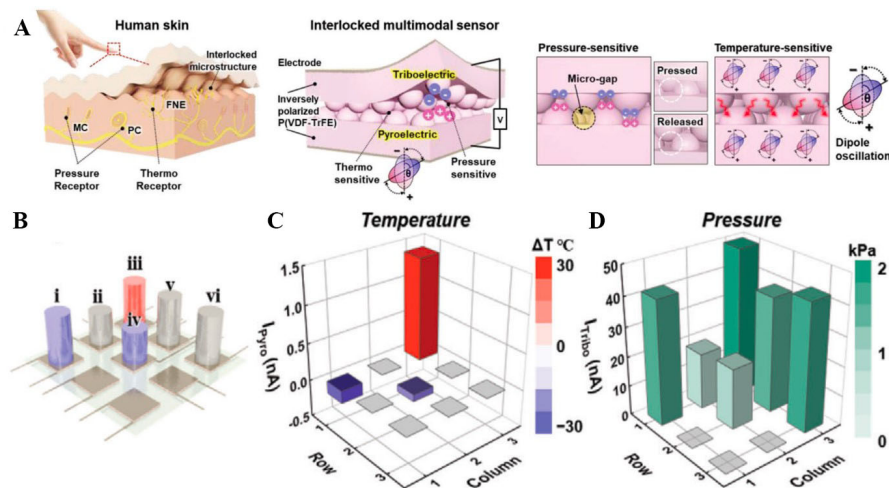 A
Human skin
Interlocked
microstructure
FNE
MC
PC
Pressure
Receptor
Thermo
Receptor
Interlocked multimodal sensor
Electrode
Triboelectric
Inversely
polarized
P(VDF-TrFE)
Pyroelectric
V
Thermo
sensitive
Pressure
sensitive
− − −
+ + +
−
θ
+
Pressure-sensitive
Micro-gap
Pressed
Released
Temperature-sensitive
−
θ
+
Dipole
oscillation
B
i
ii
iii
iv
v
vi
C
Temperature
I Pyro (nA)
1.5
1.0
0.5
0.0
−0.5
1
2
3
Row
1
2
3
Column
ΔT °C
30
0
−30
D
Pressure
I Tribo (nA)
50
40
30
20
10
0
1
2
3
Row
1
2
3
Column
kPa
2
1
0